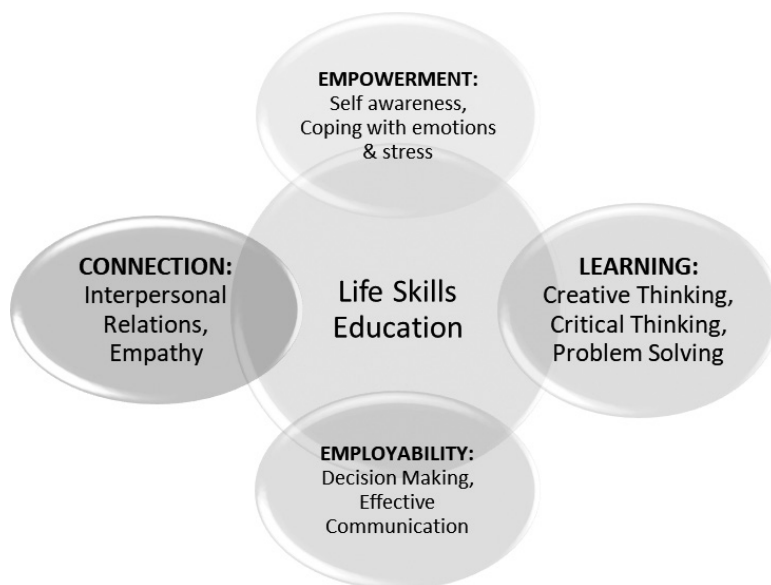 EMPOWERMENT:
Self awareness,
Coping with emotions
& stress
CONNECTION:
Interpersonal
Relations,
Empathy
Life Skills
Education
LEARNING:
Creative Thinking,
Critical Thinking,
Problem Solving
EMPLOYABILITY:
Decision Making,
Effective
Communication